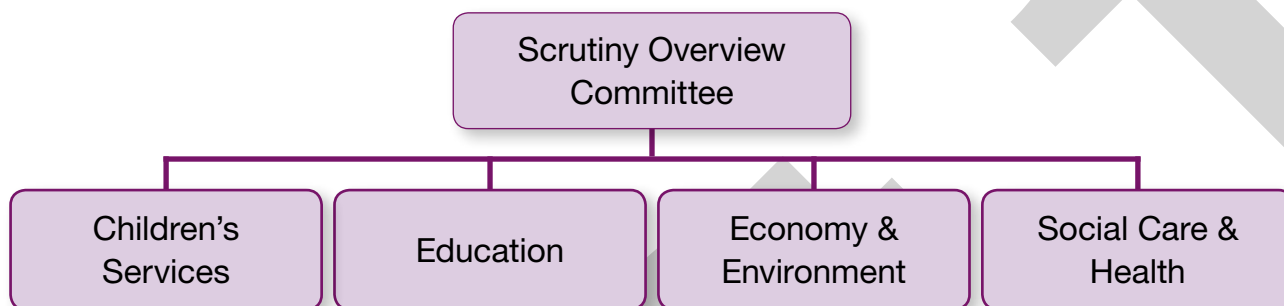 Scrutiny Overview
Committee
Children’s
Services
Education
Economy &
Environment
Social Care &
Health